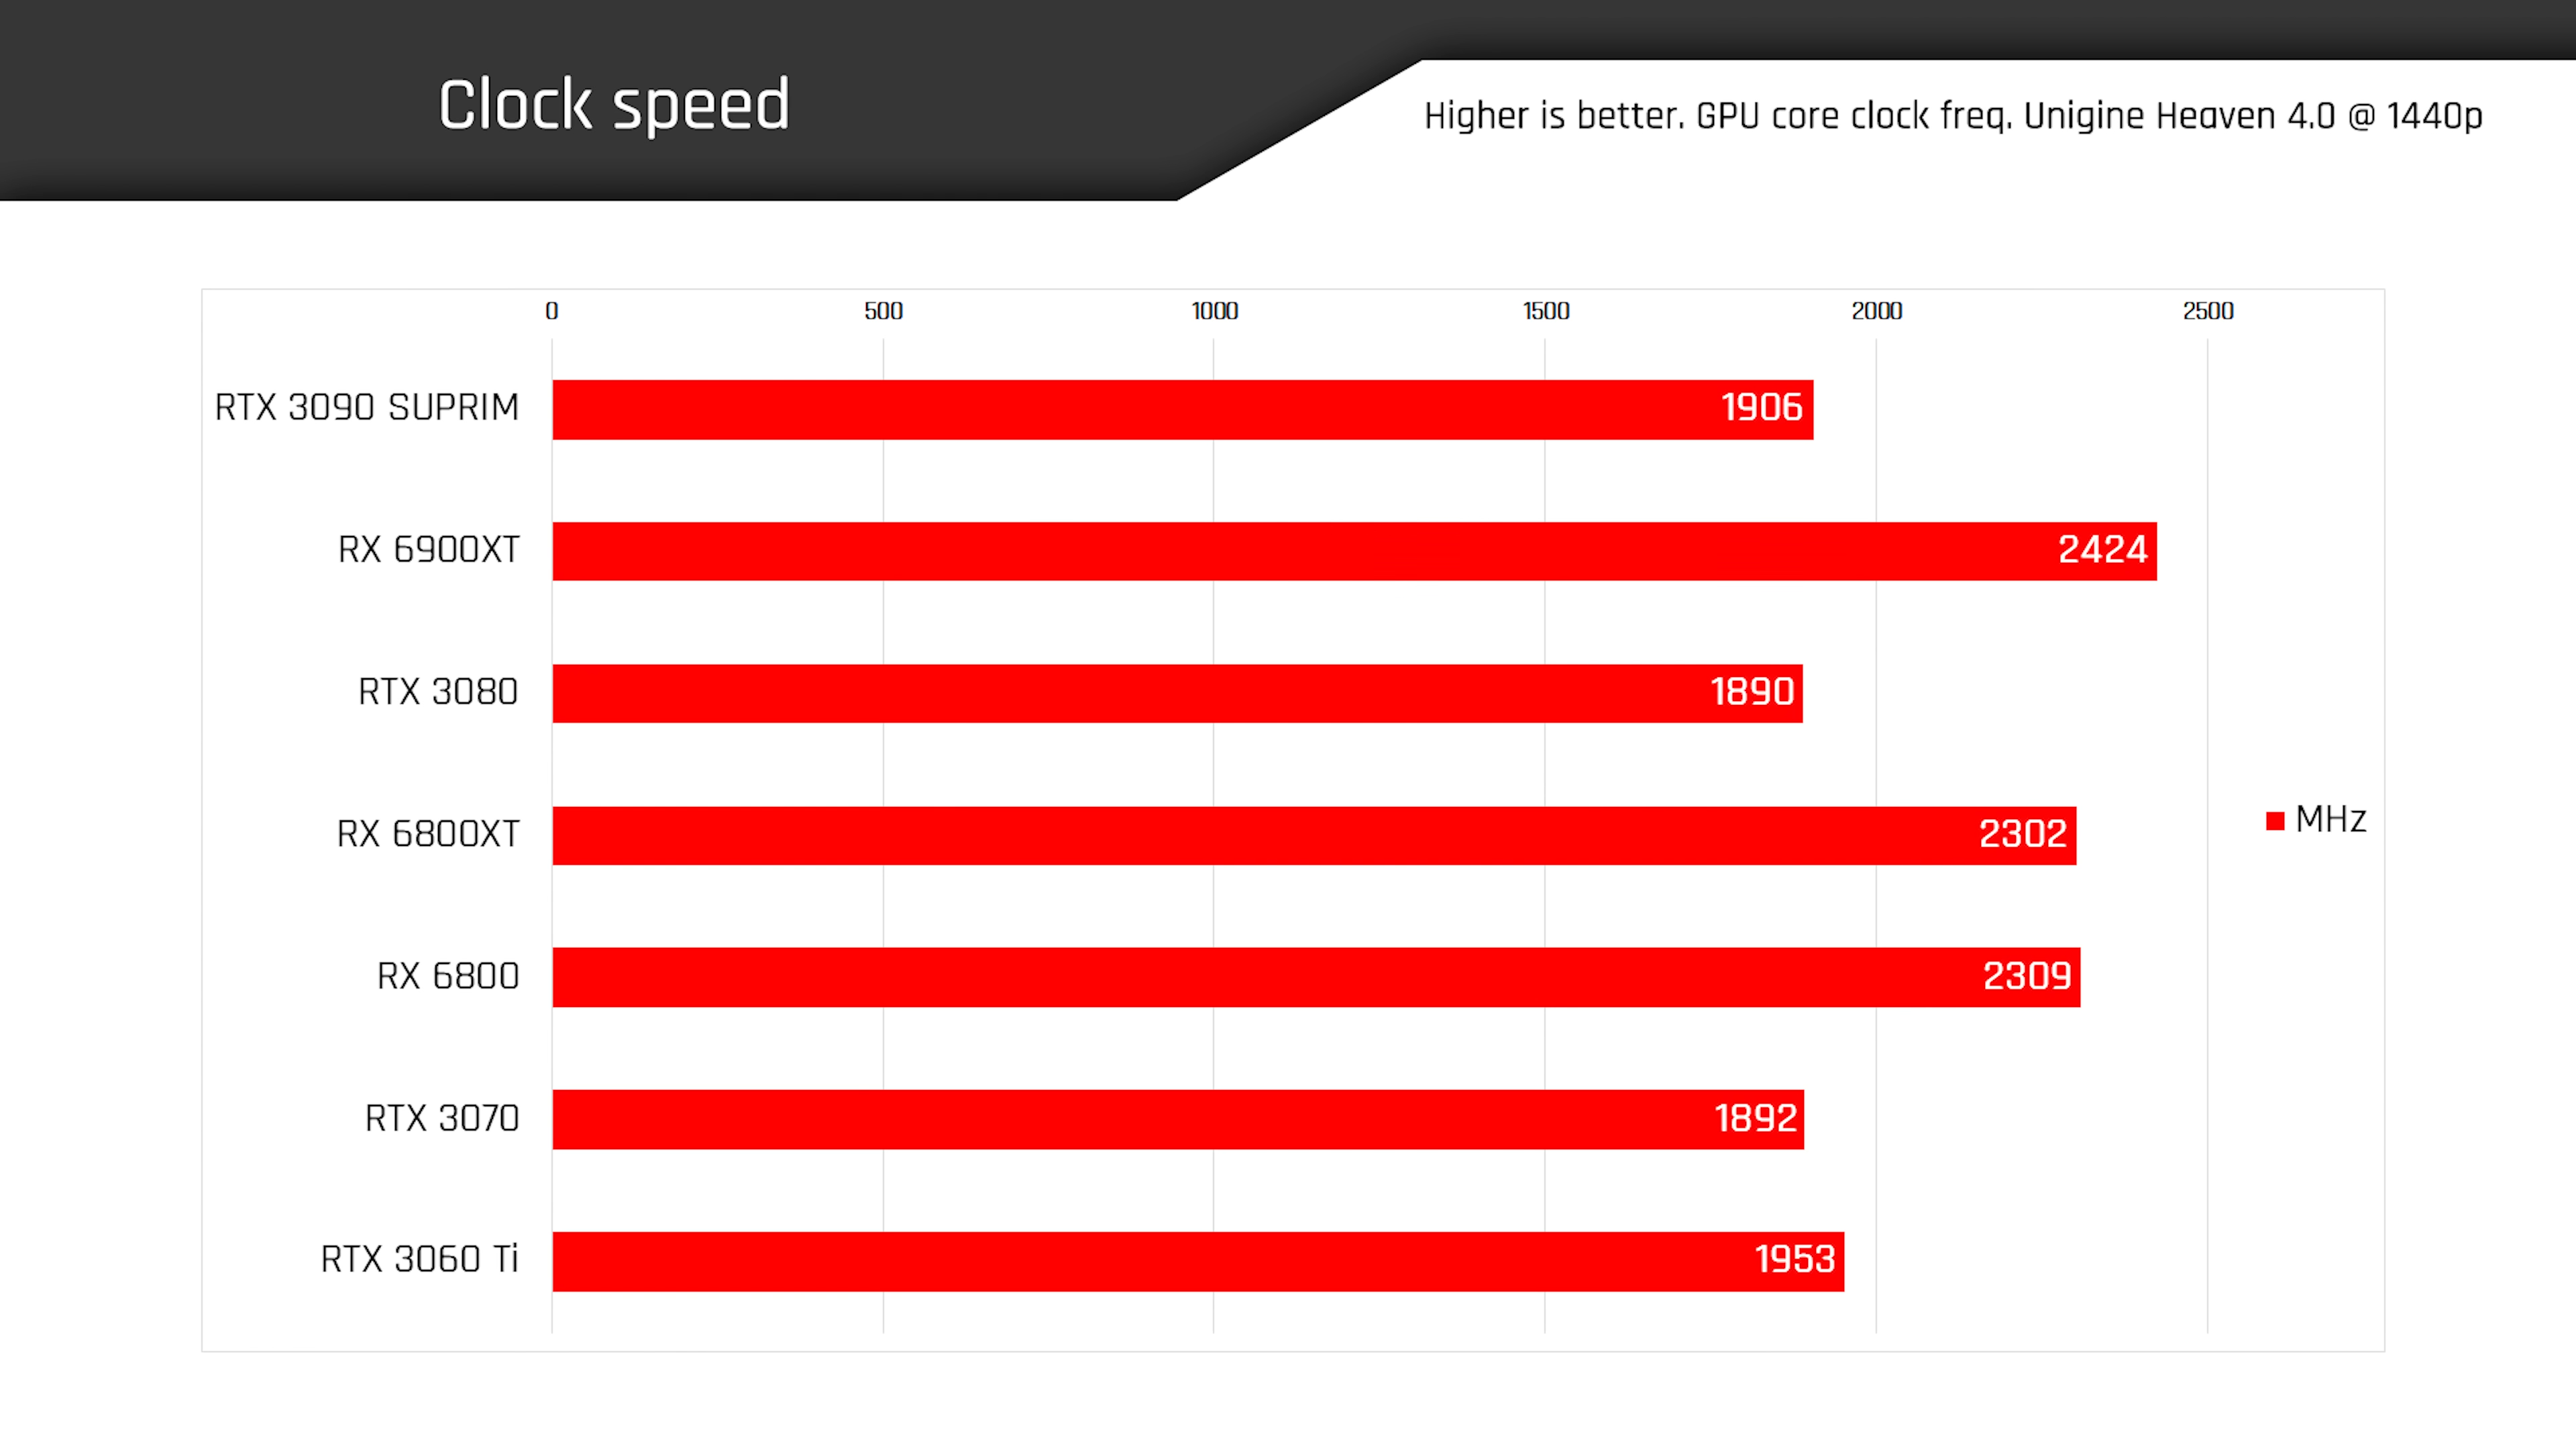 Clock speed
Higher is better. GPU core clock freq. Unigine Heaven 4.0 @ 1440p
0 500 1000 1500 2000 2500
RTX 3090 SUPRIM 1906
RX 6900XT 2424
RTX 3080 1890
RX 6800XT 2302
MHz
RX 6800 2309
RTX 3070 1892
RTX 3060 Ti 1953